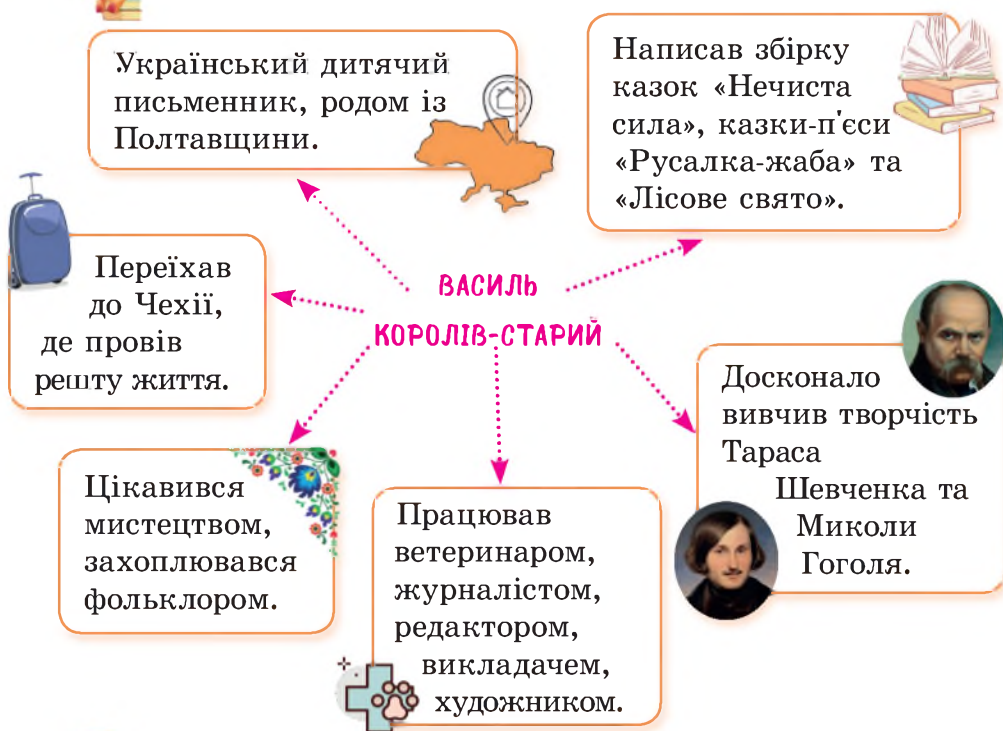 Український дитячий
письменник, родом із
Полтавщини.
Написав збірку
казок «Нечиста
сила», казки-п'єси
«Русалка-жаба» та
«Лісове свято».
Переїхав
до Чехії,
де провів
решту життя.
ВАСИЛЬ
КОРОЛІВ-СТАРИЙ
Досконало
вивчив творчість
Тараса
Шевченка та
Миколи
Гоголя.
Цікавився
мистецтвом,
захоплювався
фольклором.
Працював
ветеринаром,
журналістом,
редактором,
викладачем,
художником.